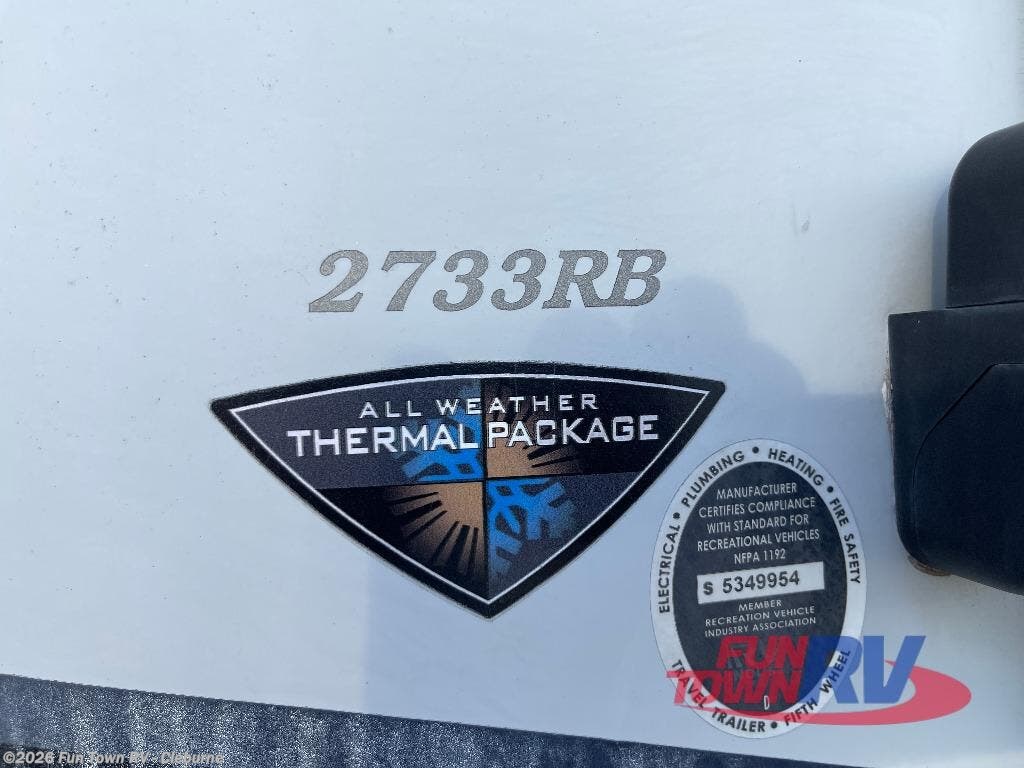 2733RB
ALL WEATHER
THERMAL PACKAGE
ELECTRICAL • PLUMBING • HEATING • FIRE SAFETY
MANUFACTURER
CERTIFIES COMPLIANCE
WITH STANDARD FOR
RECREATIONAL VEHICLES
NFPA 1192
S 5349954
MEMBER
RECREATION VEHICLE
INDUSTRY ASSOCIATION
D
TRAVEL TRAILER • FIFTH WHEEL
FUN TOWN RV
©2026 Fun Town RV - Cleburne